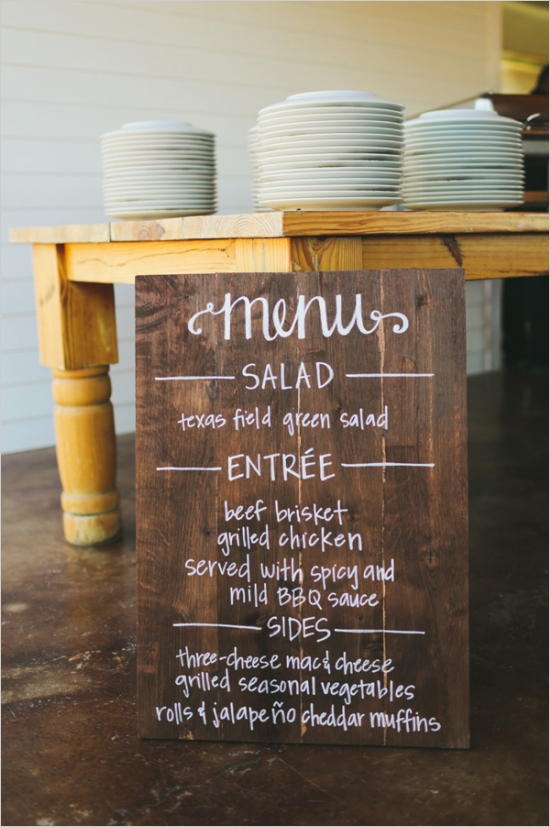 menu
SALAD
texas field green salad
ENTRÉE
beef brisket
grilled chicken
served with spicy and
mild BBQ sauce
SIDES
three-cheese mac & cheese
grilled seasonal vegetables
rolls & jalapeño cheddar muffins